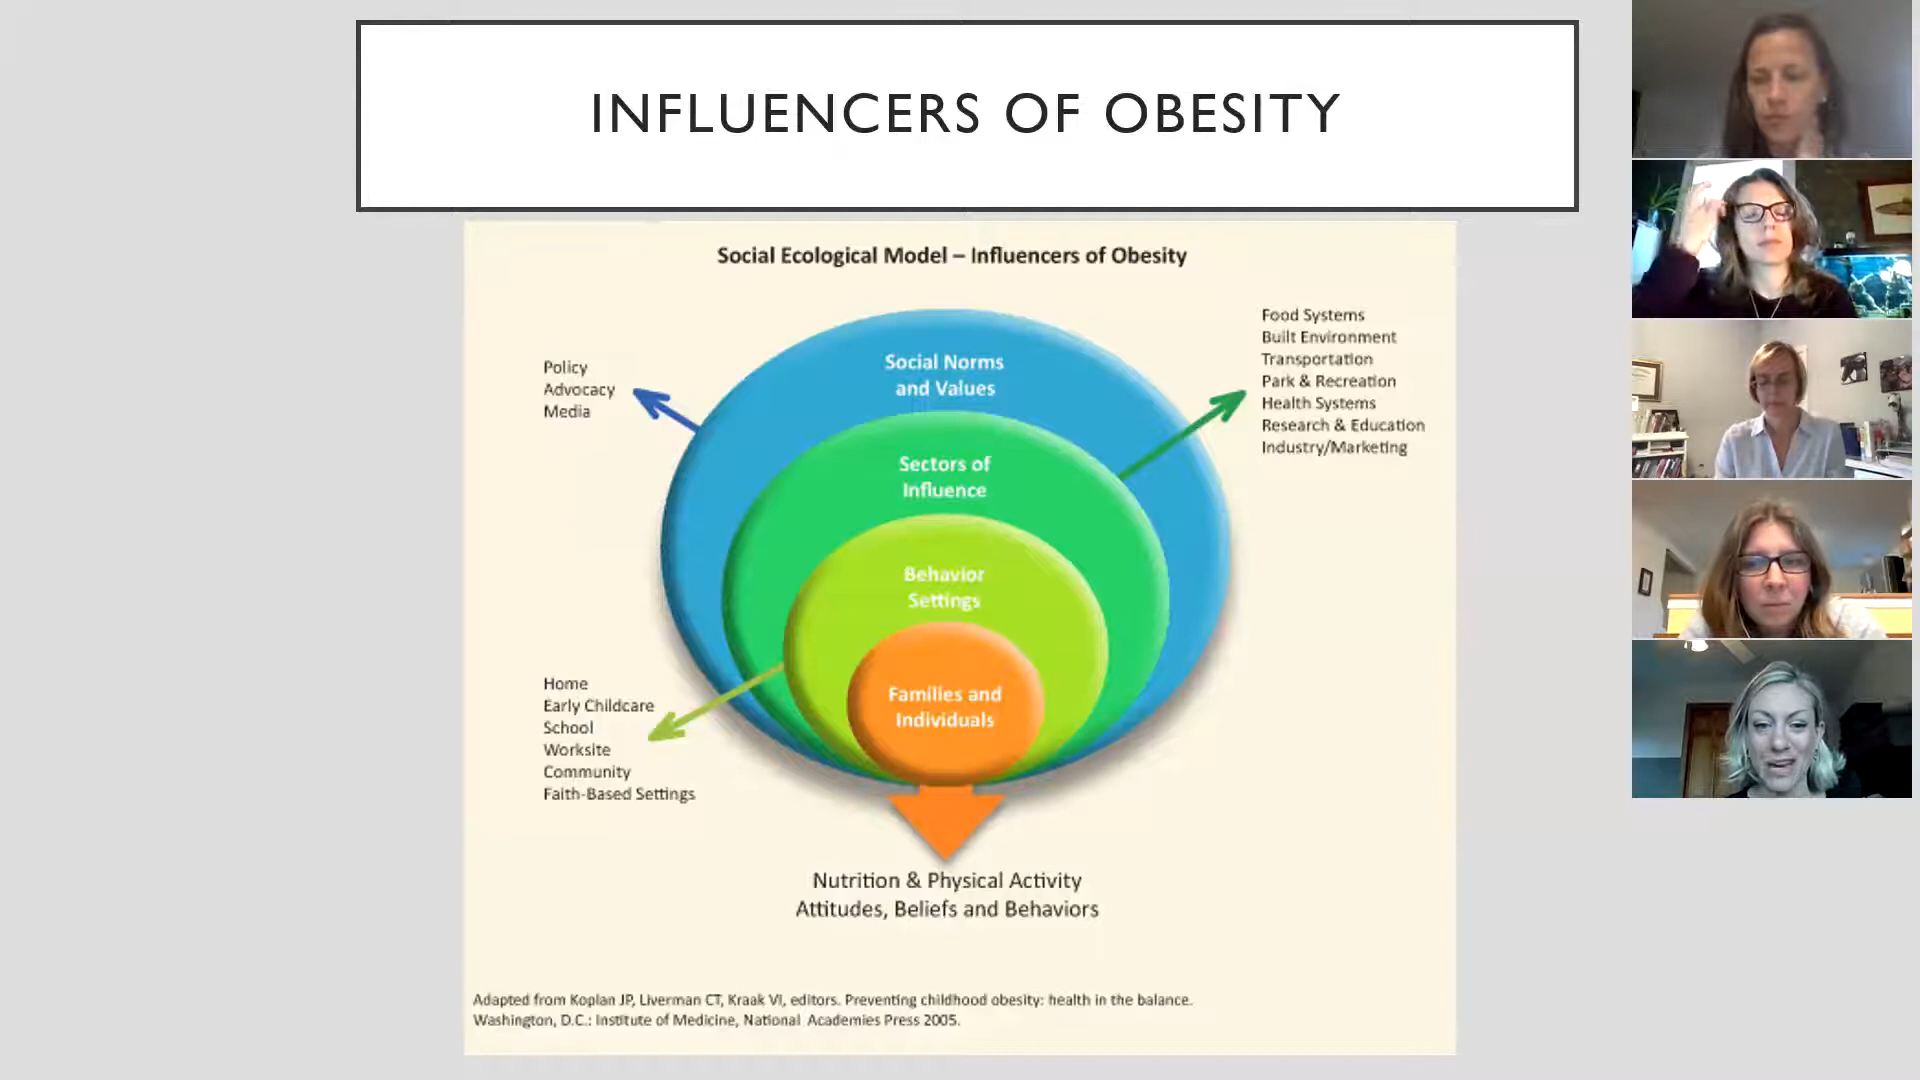 INFLUENCERS OF OBESITY
Social Ecological Model – Influencers of Obesity
Policy
Advocacy
Media
Social Norms
and Values
Food Systems
Built Environment
Transportation
Park & Recreation
Health Systems
Research & Education
Industry/Marketing
Sectors of
Influence
Behavior
Settings
Home
Early Childcare
School
Worksite
Community
Faith-Based Settings
Families and
Individuals
Nutrition & Physical Activity
Attitudes, Beliefs and Behaviors
Adapted from Koplan JP, Liverman CT, Kraak VI, editors. Preventing childhood obesity: health in the balance.
Washington, D.C.: Institute of Medicine, National Academies Press 2005.